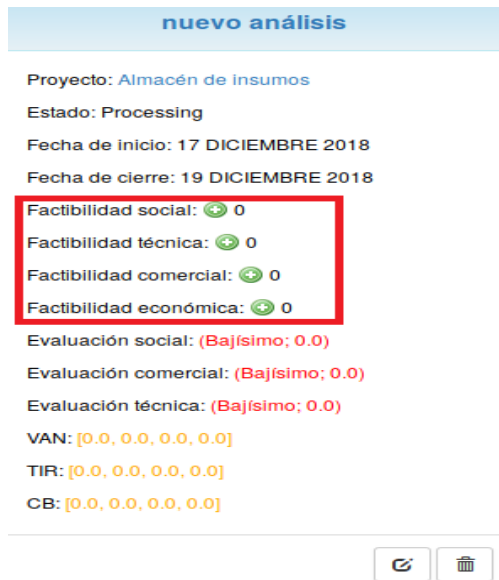 nuevo análisis
Proyecto: Almacén de insumos
Estado: Processing
Fecha de inicio: 17 DICIEMBRE 2018
Fecha de cierre: 19 DICIEMBRE 2018
Factibilidad social: 0
Factibilidad técnica: 0
Factibilidad comercial: 0
Factibilidad económica: 0
Evaluación social: (Bajísimo; 0.0)
Evaluación comercial: (Bajísimo; 0.0)
Evaluación técnica: (Bajísimo; 0.0)
VAN: [0.0, 0.0, 0.0, 0.0]
TIR: [0.0, 0.0, 0.0, 0.0]
CB: [0.0, 0.0, 0.0, 0.0]